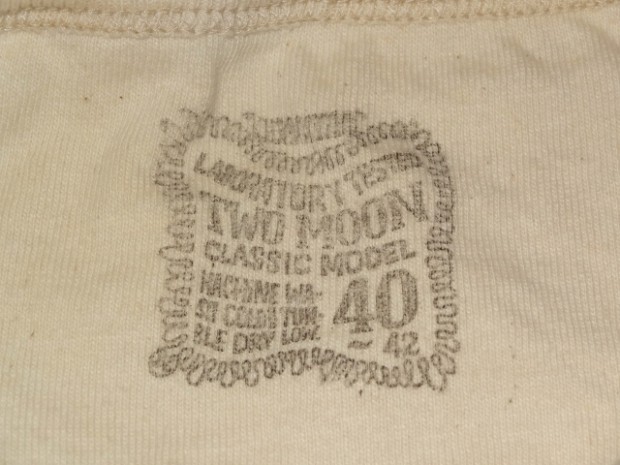 LABORATORY TESTED
TWO MOON
CLASSIC MODEL
MACHINE WA-
SH COLD TUM-
BLE DRY LOW.
40
~ 42